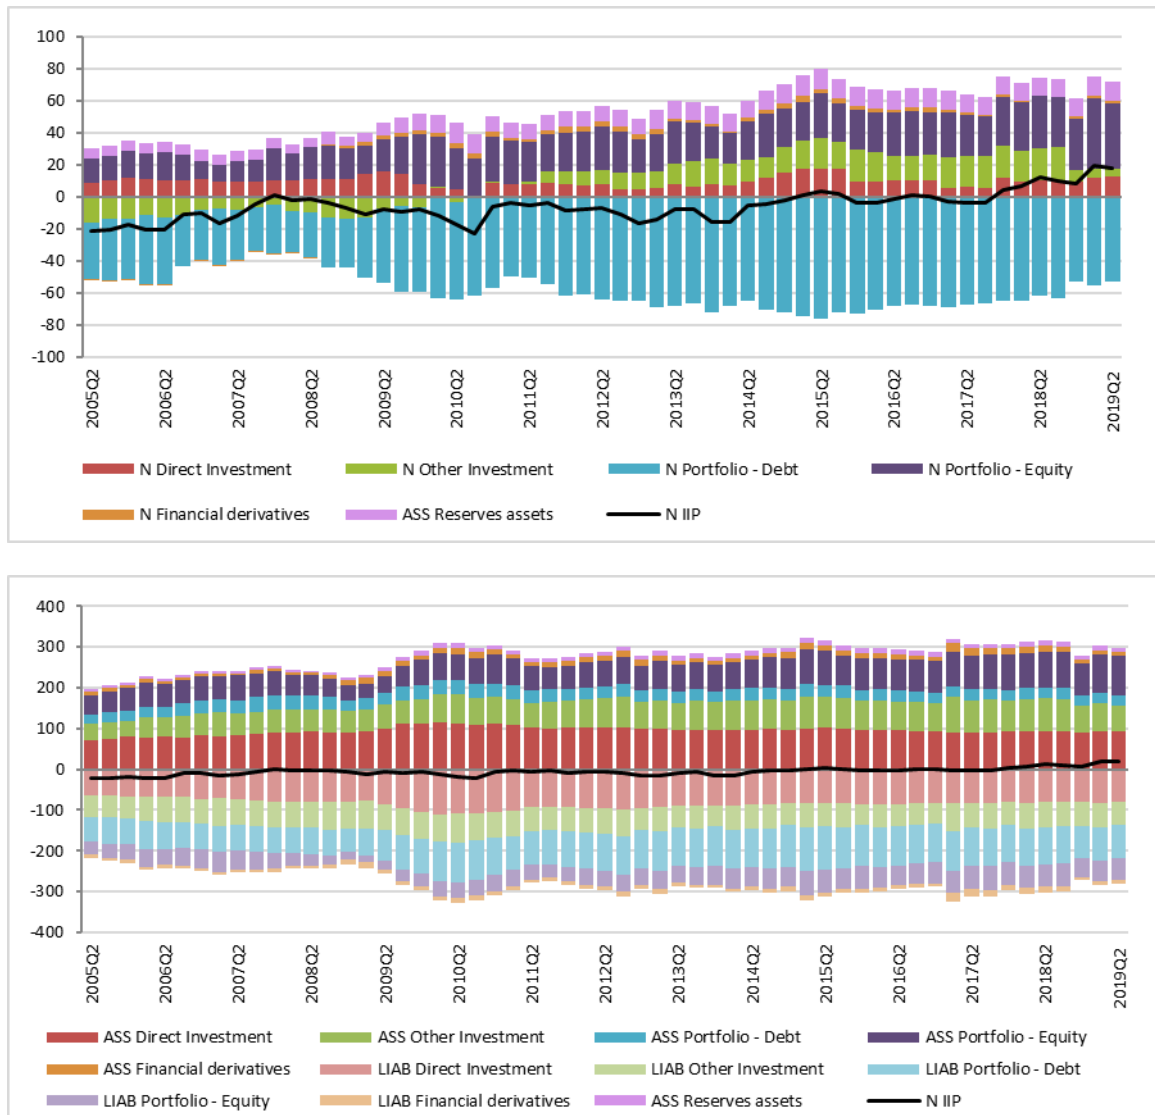 100
80
60
40
20
0
-20
-40
-60
-80
-100
2005Q2 2006Q2 2007Q2 2008Q2 2009Q2 2010Q2 2011Q2 2012Q2 2013Q2 2014Q2 2015Q2 2016Q2 2017Q2 2018Q2 2019Q2
N Direct Investment N Other Investment N Portfolio - Debt N Portfolio - Equity
N Financial derivatives ASS Reserves assets N IIP
400
300
200
100
0
-100
-200
-300
-400
2005Q2 2006Q2 2007Q2 2008Q2 2009Q2 2010Q2 2011Q2 2012Q2 2013Q2 2014Q2 2015Q2 2016Q2 2017Q2 2018Q2 2019Q2
ASS Direct Investment ASS Other Investment ASS Portfolio - Debt ASS Portfolio - Equity
ASS Financial derivatives LIAB Direct Investment LIAB Other Investment LIAB Portfolio - Debt
LIAB Portfolio - Equity LIAB Financial derivatives ASS Reserves assets N IIP